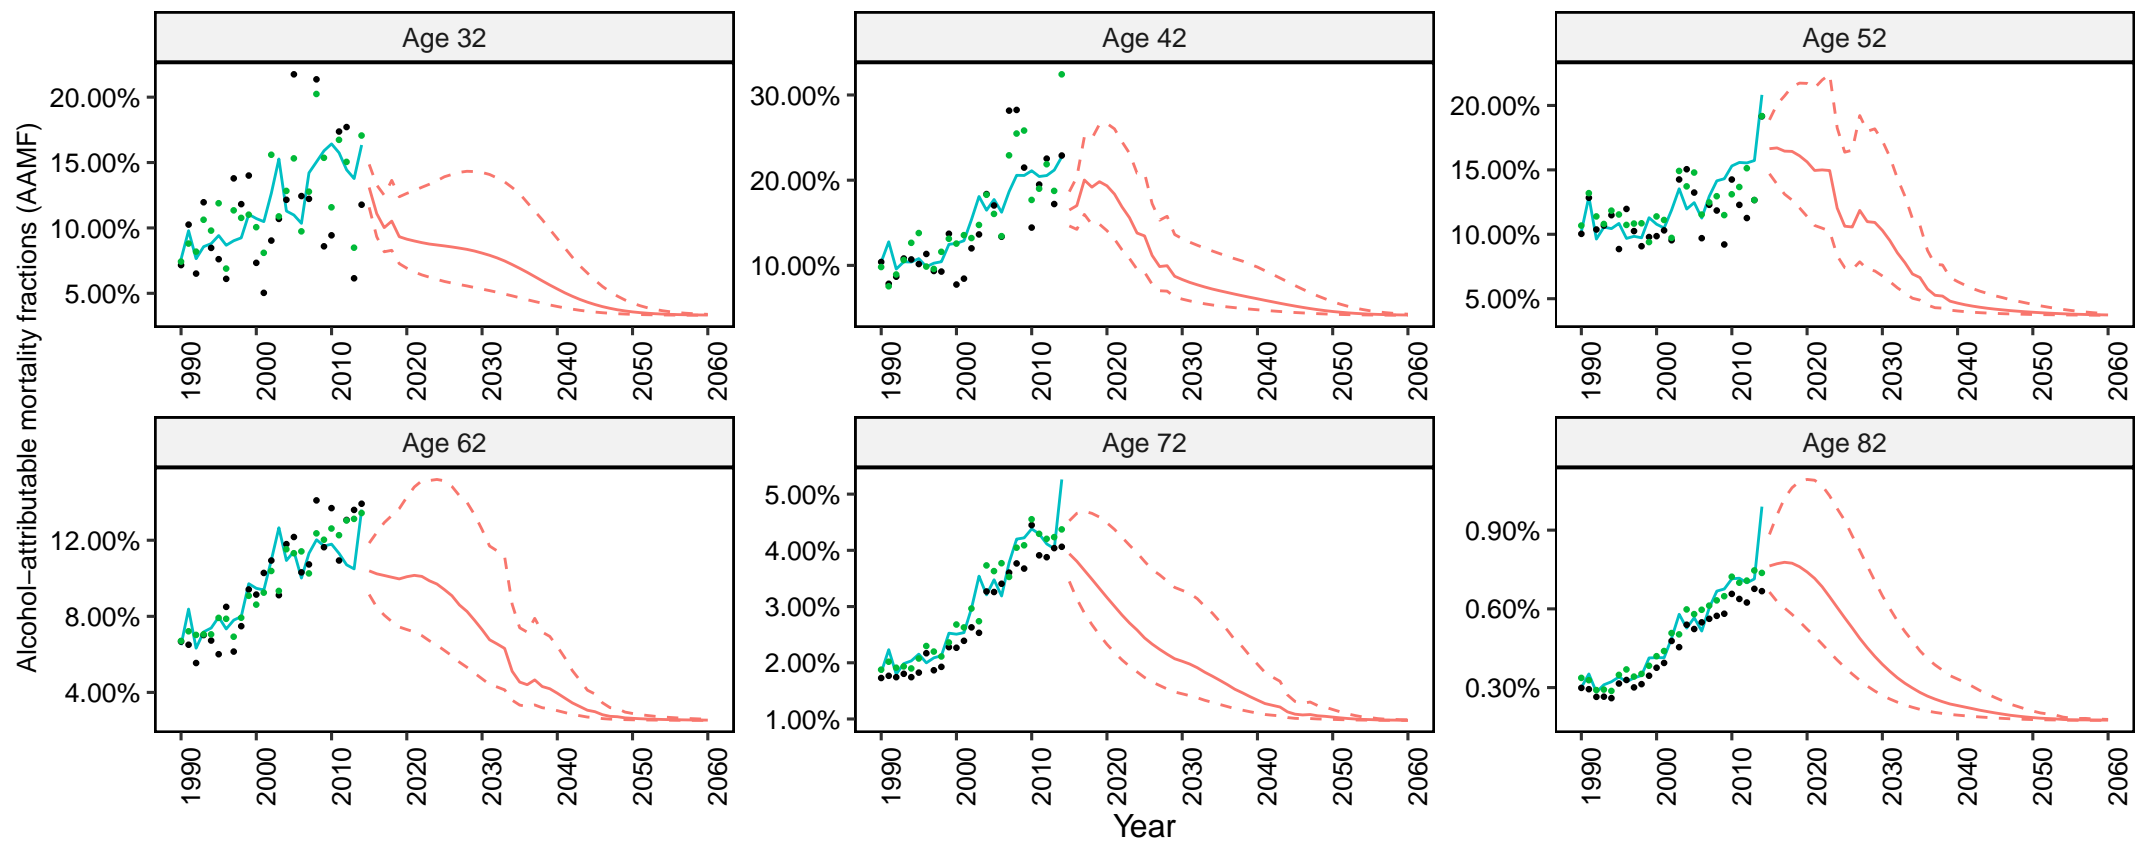 Age 32
Age 42
Age 52
20.00%
15.00%
10.00%
5.00%
30.00%
20.00%
10.00%
20.00%
15.00%
10.00%
5.00%
1990 2000 2010 2020 2030 2040 2050 2060
1990 2000 2010 2020 2030 2040 2050 2060
1990 2000 2010 2020 2030 2040 2050 2060
Alcohol−attributable mortality fractions (AAMF)
Age 62
Age 72
Age 82
12.00%
8.00%
4.00%
5.00%
4.00%
3.00%
2.00%
1.00%
0.90%
0.60%
0.30%
1990 2000 2010 2020 2030 2040 2050 2060
1990 2000 2010 2020 2030 2040 2050 2060
1990 2000 2010 2020 2030 2040 2050 2060
Year